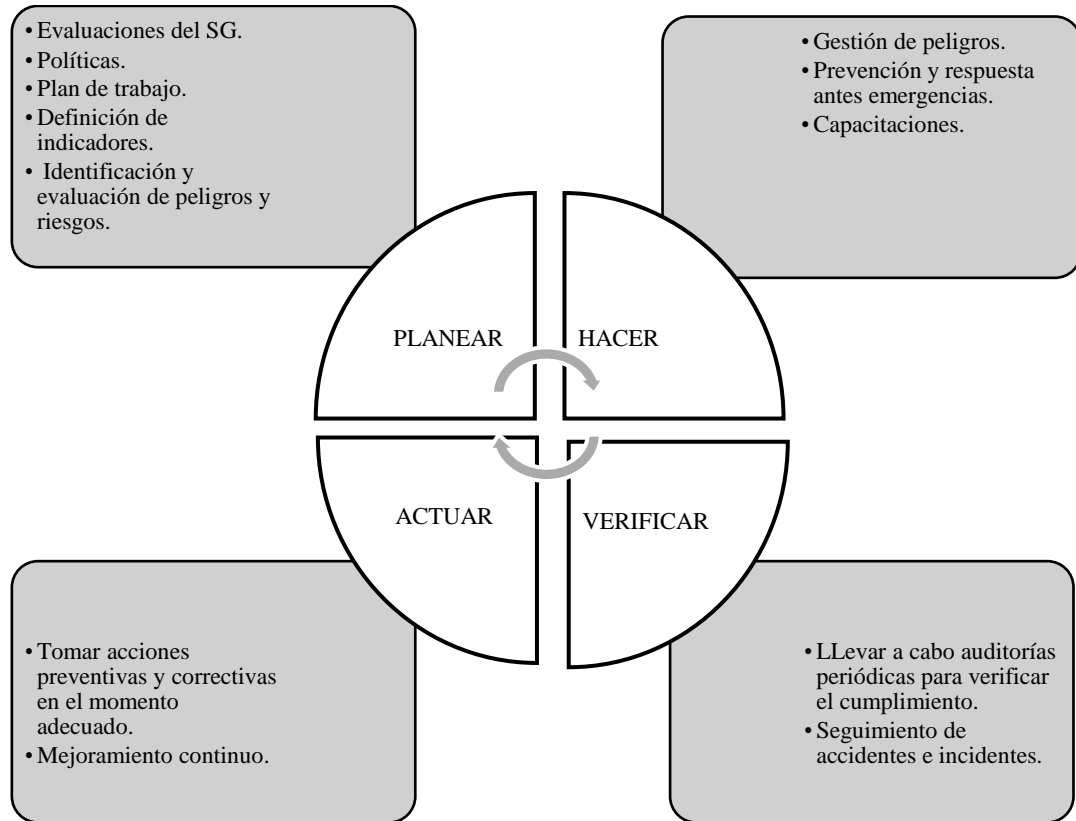 • Evaluaciones del SG.
• Políticas.
• Plan de trabajo.
• Definición de
indicadores.
• Identificación y
evaluación de peligros y
riesgos.
• Gestión de peligros.
• Prevención y respuesta
antes emergencias.
• Capacitaciones.
PLANEAR
HACER
ACTUAR
VERIFICAR
• Tomar acciones
preventivas y correctivas
en el momento
adecuado.
• Mejoramiento continuo.
• LLevar a cabo auditorías
periódicas para verificar
el cumplimiento.
• Seguimiento de
accidentes e incidentes.